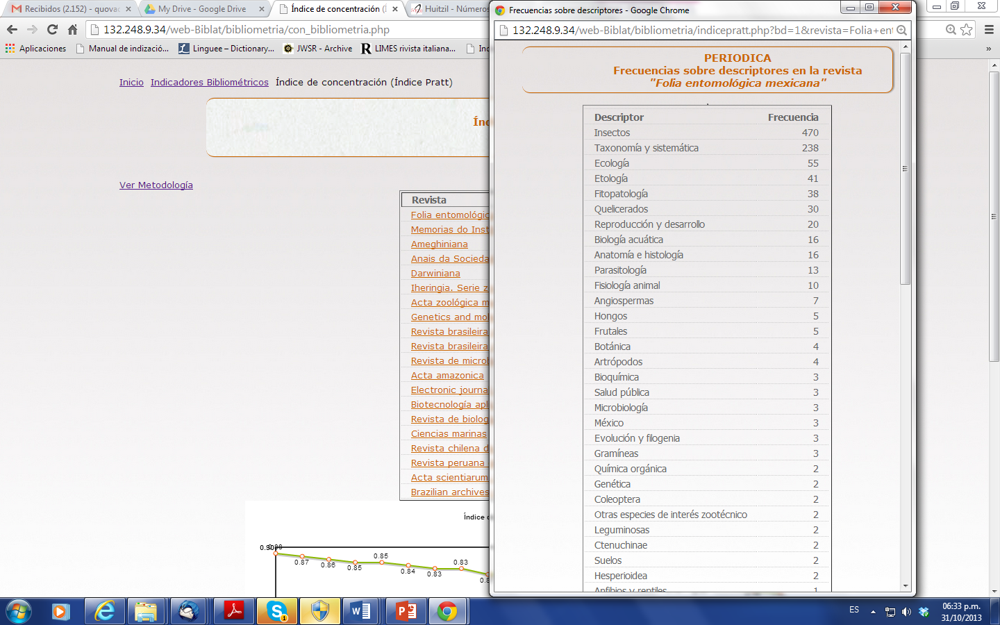 Recibidos (2.152) - quova
My Drive - Google Drive
Índice de concentración (
Huitzil - Números
132.248.9.34/web-Biblat/bibliometria/con_bibliometria.php
Aplicaciones
Manual de indizació...
Linguee – Dictionary...
JWSR - Archive
LIMES rivista italiana...
Inicio Indicadores Bibliométricos Índice de concentración (Índice Pratt)
Ver Metodología
Revista
Folia entomológic
Memorias do Inst
Ameghiniana
Anais da Socieda
Darwiniana
Iheringia. Serie z
Acta zoológica m
Genetics and mol
Revista brasileira
Revista brasileira
Revista de microb
Acta amazonica
Electronic journa
Biotecnología apl
Revista de biolog
Ciencias marinas
Revista chilena d
Revista peruana
Acta scientiarum
Brazilian archives
Índice
0.90
0.87
0.86
0.85
0.85
0.84
0.83
0.83
Frecuencias sobre descriptores - Google Chrome
132.248.9.34/web-Biblat/bibliometria/indicepratt.php?bd=1&revista=Folia+ent
PERIODICA
Frecuencias sobre descriptores en la revista
"Folia entomológica mexicana"
Descriptor Frecuencia
Insectos 470
Taxonomía y sistemática 238
Ecología 55
Etología 41
Fitopatología 38
Quelicerados 30
Reproducción y desarrollo 20
Biología acuática 16
Anatomía e histología 16
Parasitología 13
Fisiología animal 10
Angiospermas 7
Hongos 5
Frutales 5
Botánica 4
Artrópodos 4
Bioquímica 3
Salud pública 3
Microbiología 3
México 3
Evolución y filogenia 3
Gramíneas 3
Química orgánica 2
Genética 2
Coleoptera 2
Otras especies de interés zootécnico 2
Leguminosas 2
Ctenuchinae 2
Suelos 2
Hesperioidea 2
Anfibios y reptiles 1
ES
06:33 p.m.
31/10/2013